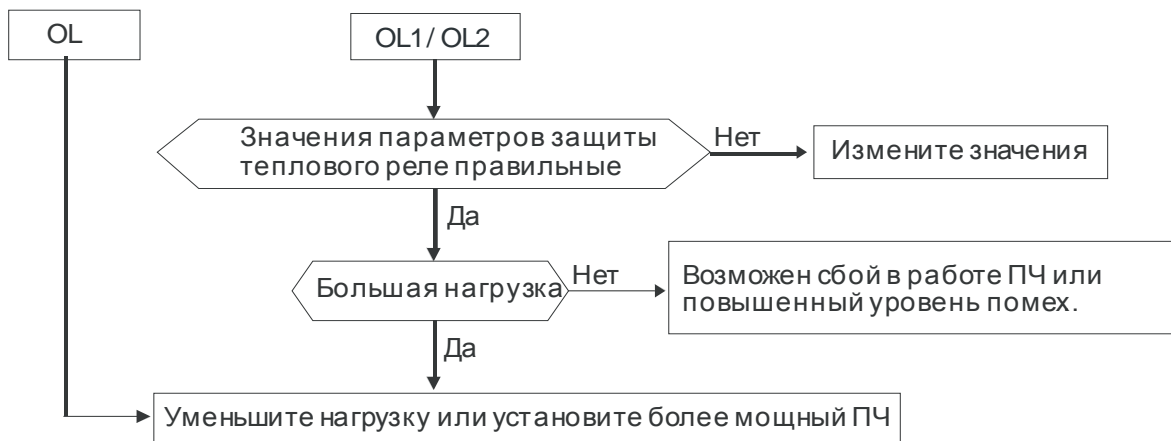 OL
OL1 / OL2
Значения параметров защиты
теплового реле правильные
Нет
Измените значения
Да
Большая нагрузка
Нет
Возможен сбой в работе ПЧ или
повышенный уровень помех.
Да
Уменьшите нагрузку или установите более мощный ПЧ